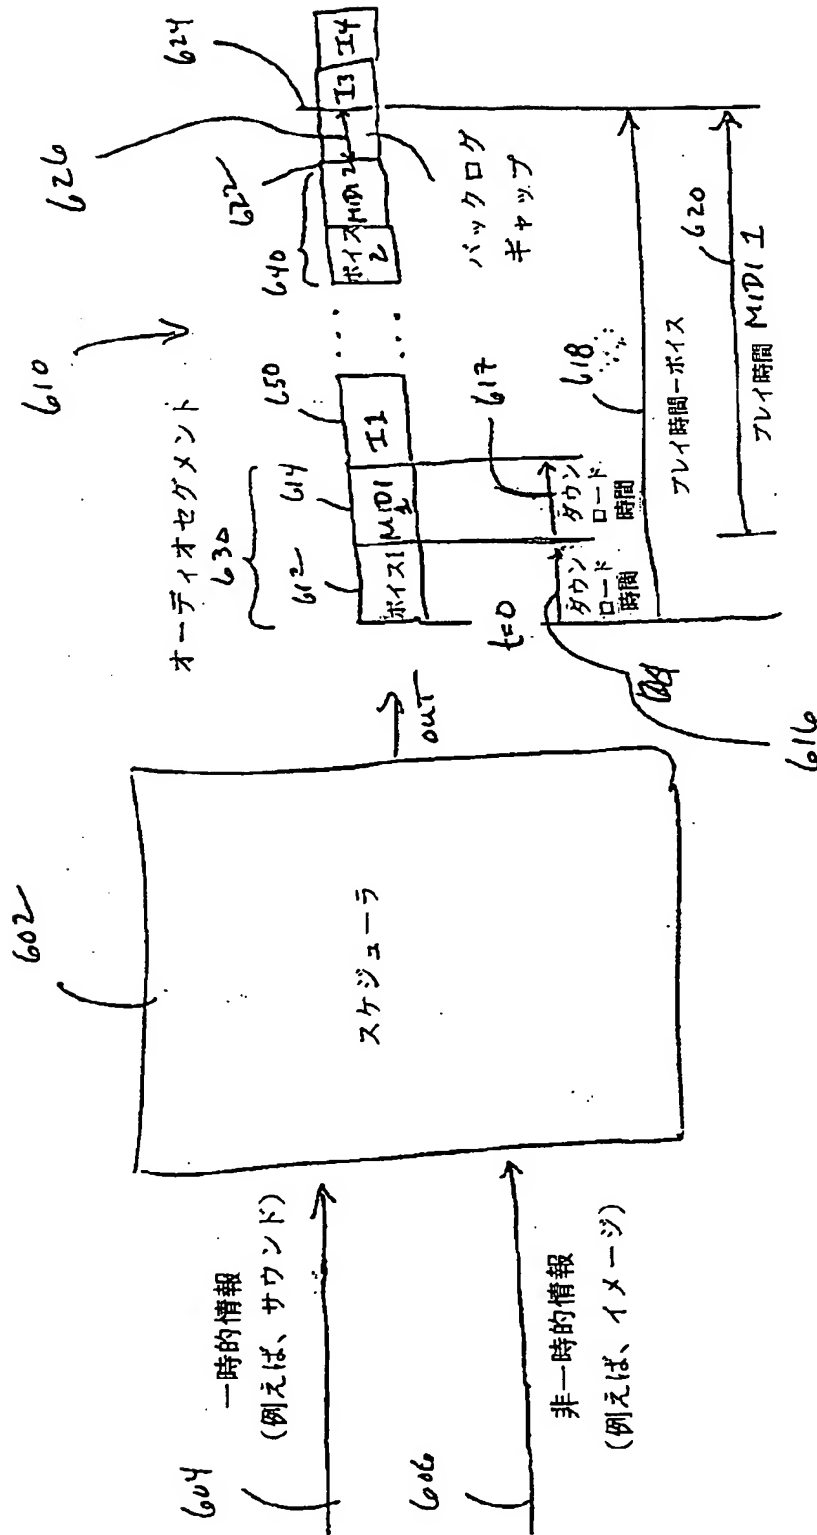 610
オーディオセグメント
630
612
614
650
640
622
626
624
ボイス1
MIDI
I1
... ...
ボイス
2
MIDI 2
I3
I4
バックログ
ギャップ
602
スケジューラ
OUT
t=0
617
618
ダウン
ロード
時間
ダウン
ロード
時間
プレイ時間-ボイス
620
プレイ時間 MIDI 1
616
604
一時的情報
(例えば、サウンド)
606
非一時的情報
(例えば、イメージ)